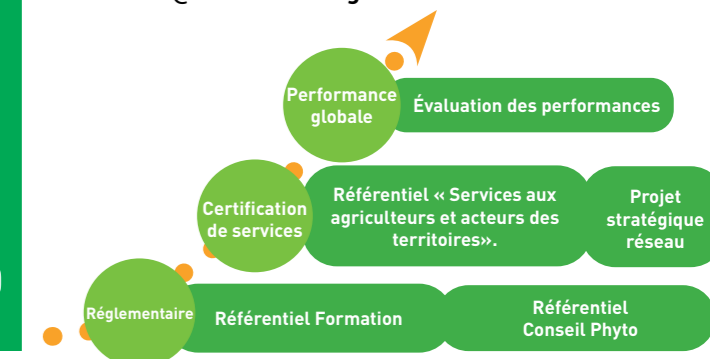 Performance
globale
Évaluation des performances
Certification
de services
Référentiel « Services aux
agriculteurs et acteurs des
territoires».
Projet
stratégique
réseau
Réglementaire
Référentiel Formation
Référentiel
Conseil Phyto